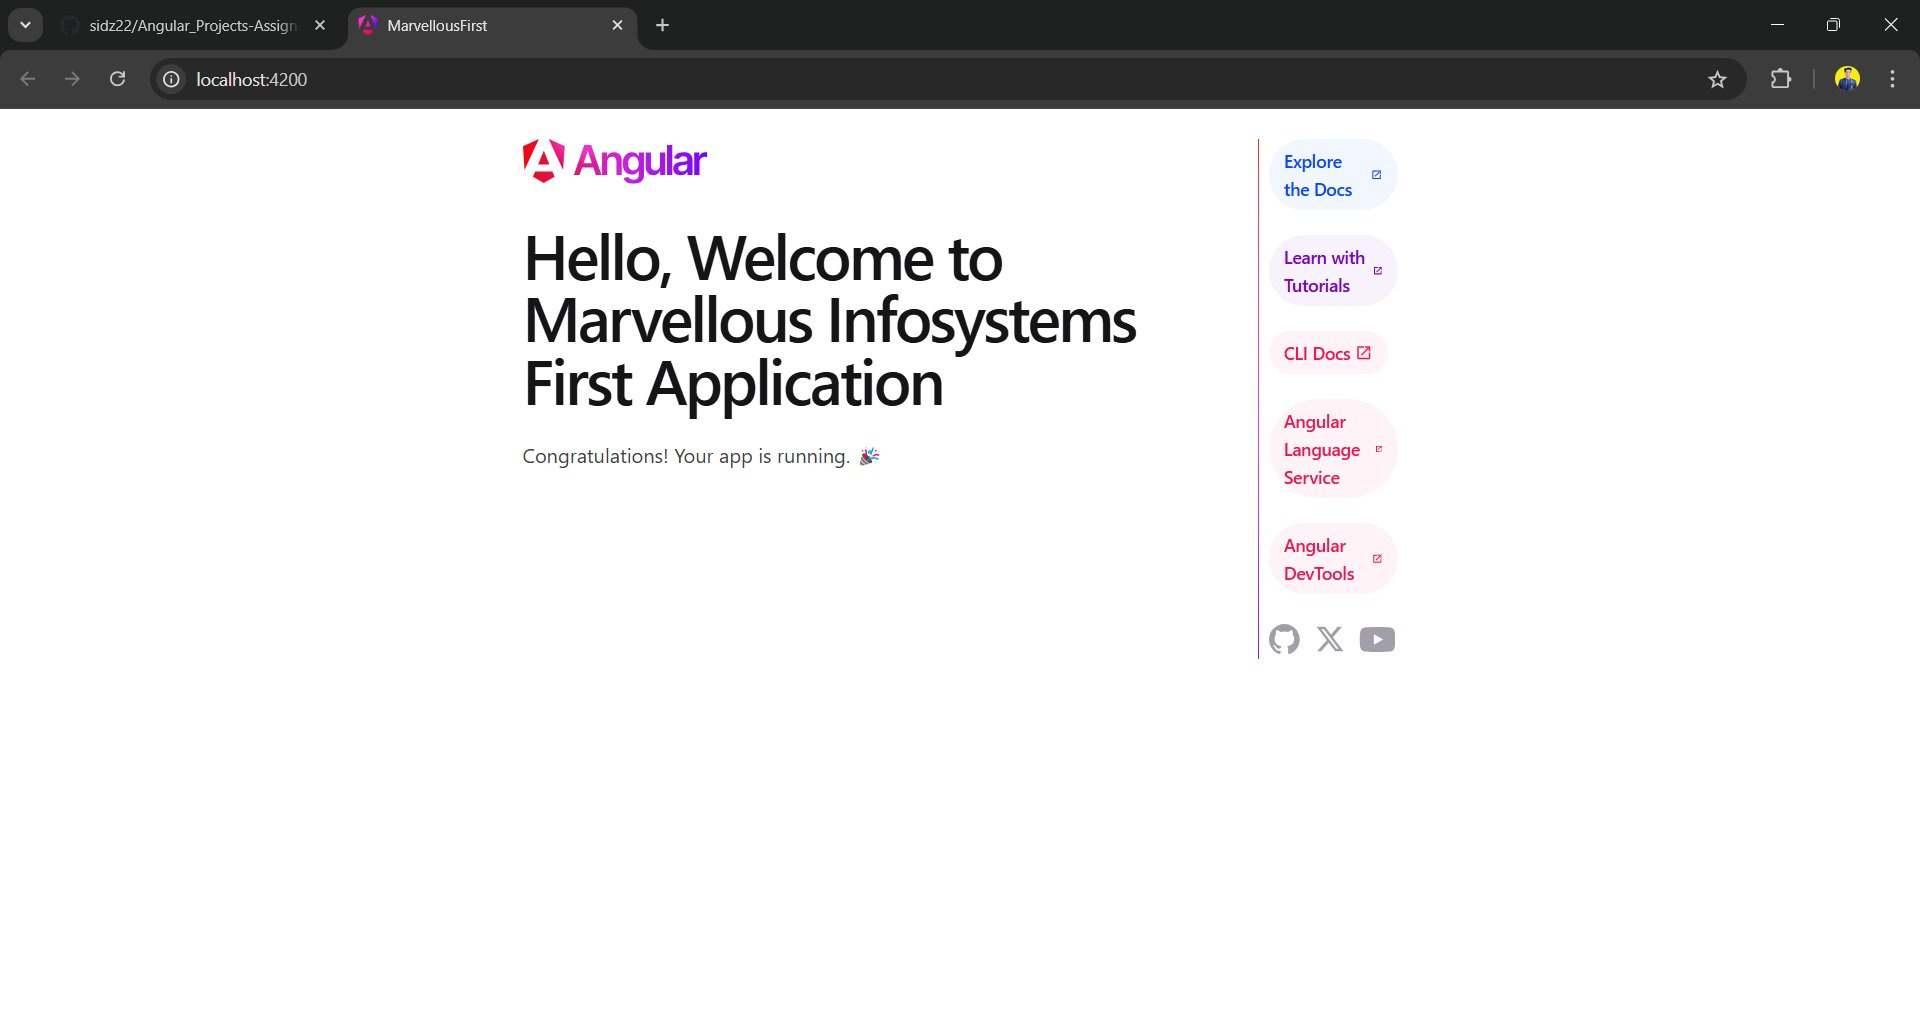 sidz22/Angular_Projects-Assign
MarvellousFirst
localhost:4200
Angular
Hello, Welcome to
Marvellous Infosystems
First Application
Congratulations! Your app is running. 🎉
Explore
the Docs
Learn with
Tutorials
CLI Docs
Angular
Language
Service
Angular
DevTools